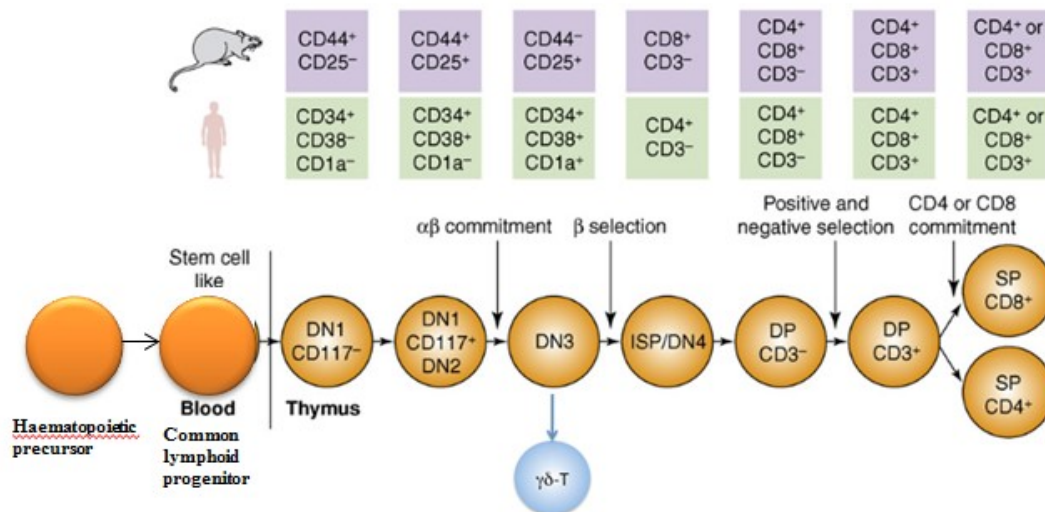 CD44⁺
CD25⁻
CD44⁺
CD25⁺
CD44⁻
CD25⁺
CD8⁺
CD3⁻
CD4⁺
CD8⁺
CD3⁻
CD4⁺
CD8⁺
CD3⁺
CD4⁺ or
CD8⁺
CD3⁺
CD34⁺
CD38⁻
CD1a⁻
CD34⁺
CD38⁺
CD1a⁻
CD34⁺
CD38⁺
CD1a⁺
CD4⁺
CD3⁻
CD4⁺
CD8⁺
CD3⁻
CD4⁺
CD8⁺
CD3⁺
CD4⁺ or
CD8⁺
CD3⁺
αβ commitment
β selection
Positive and
negative selection
CD4 or CD8
commitment
Stem cell
like
DN1
CD117⁻
DN1
CD117⁺
DN2
DN3
ISP/DN4
DP
CD3⁻
DP
CD3⁺
SP
CD8⁺
SP
CD4⁺
Blood
Thymus
Haematopoietic
precursor
Common
lymphoid
progenitor
γδ-T